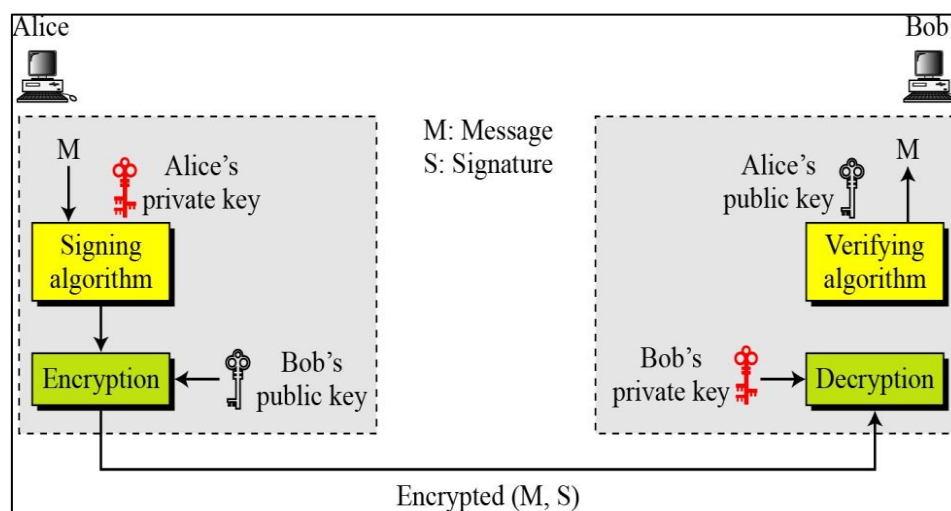 Alice
Bob
M
Alice’s
private key
Signing
algorithm
Encryption
Bob’s
public key
M: Message
S: Signature
Alice’s
public key
M
Verifying
algorithm
Bob’s
private key
Decryption
Encrypted (M, S)